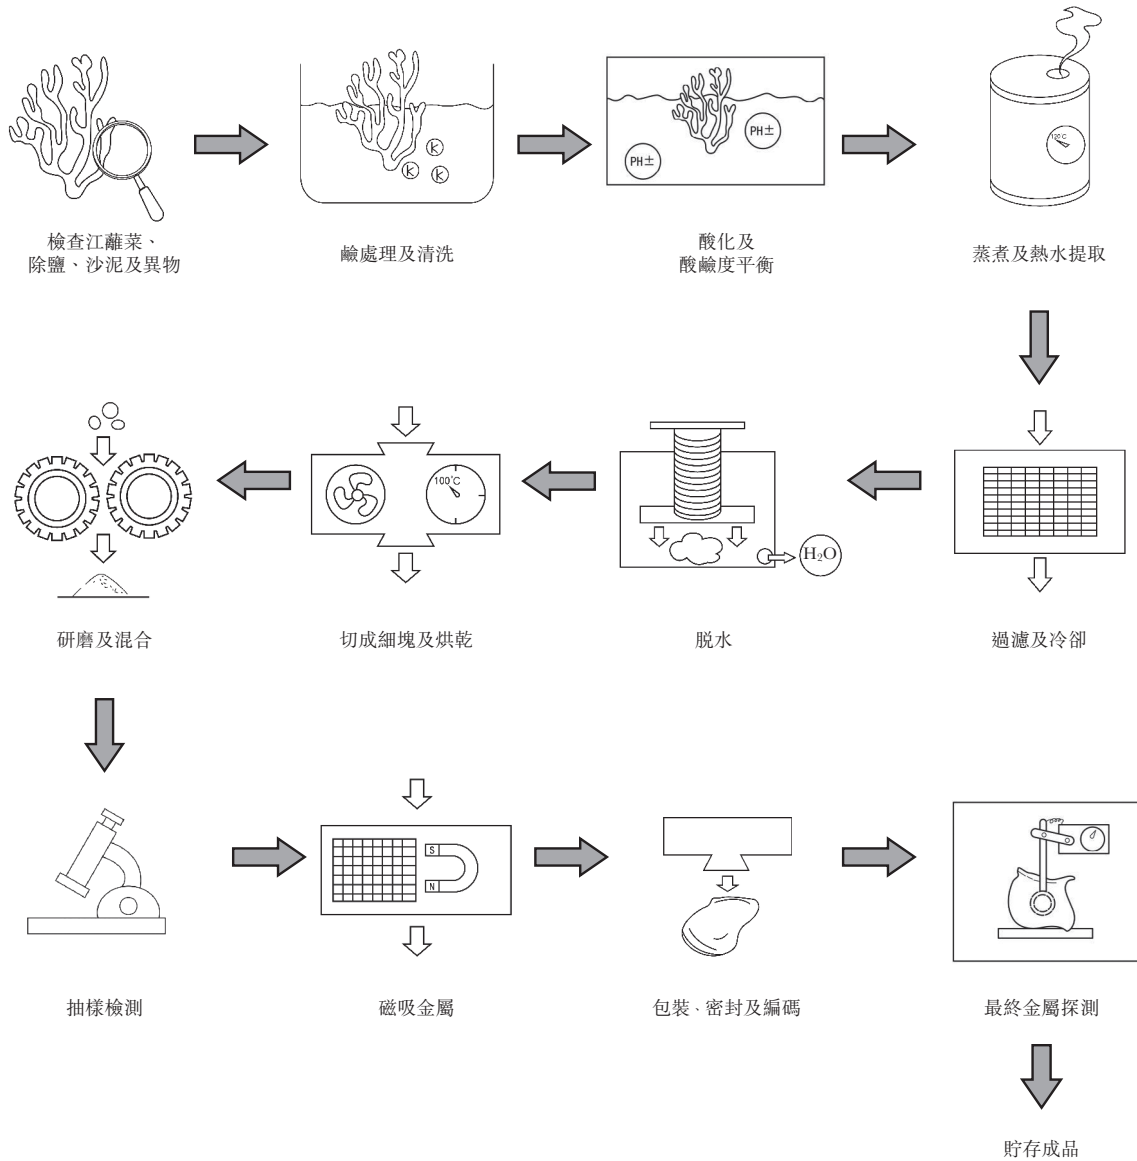 檢查江蘺菜、
除鹽、沙泥及異物
K
K
K
鹼處理及清洗
PH±
PH±
酸化及
酸鹼度平衡
120℃
蒸煮及熱水提取
過濾及冷卻
H₂O
脱水
100℃
切成細塊及烘乾
研磨及混合
抽樣檢測
S
N
磁吸金屬
包裝、密封及編碼
最終金屬探測
貯存成品